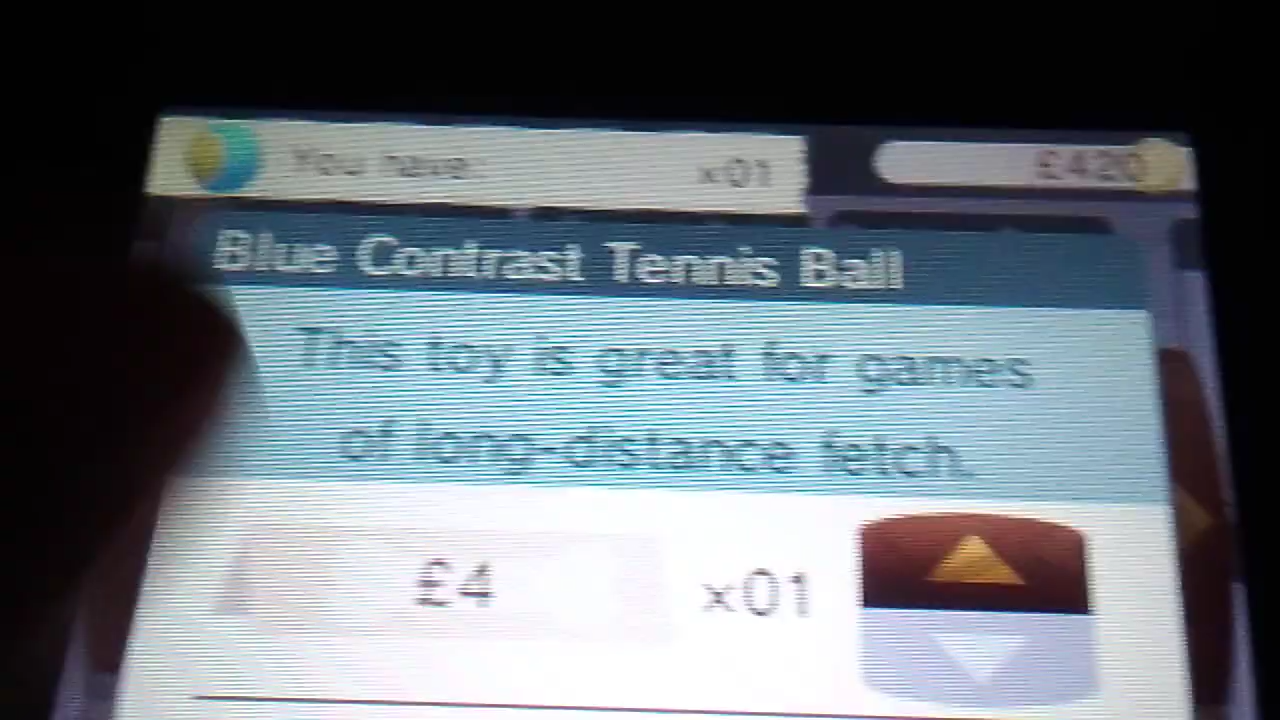 You have: x01
£420
Blue Contrast Tennis Ball
This toy is great for games
of long-distance fetch.
£4 x01